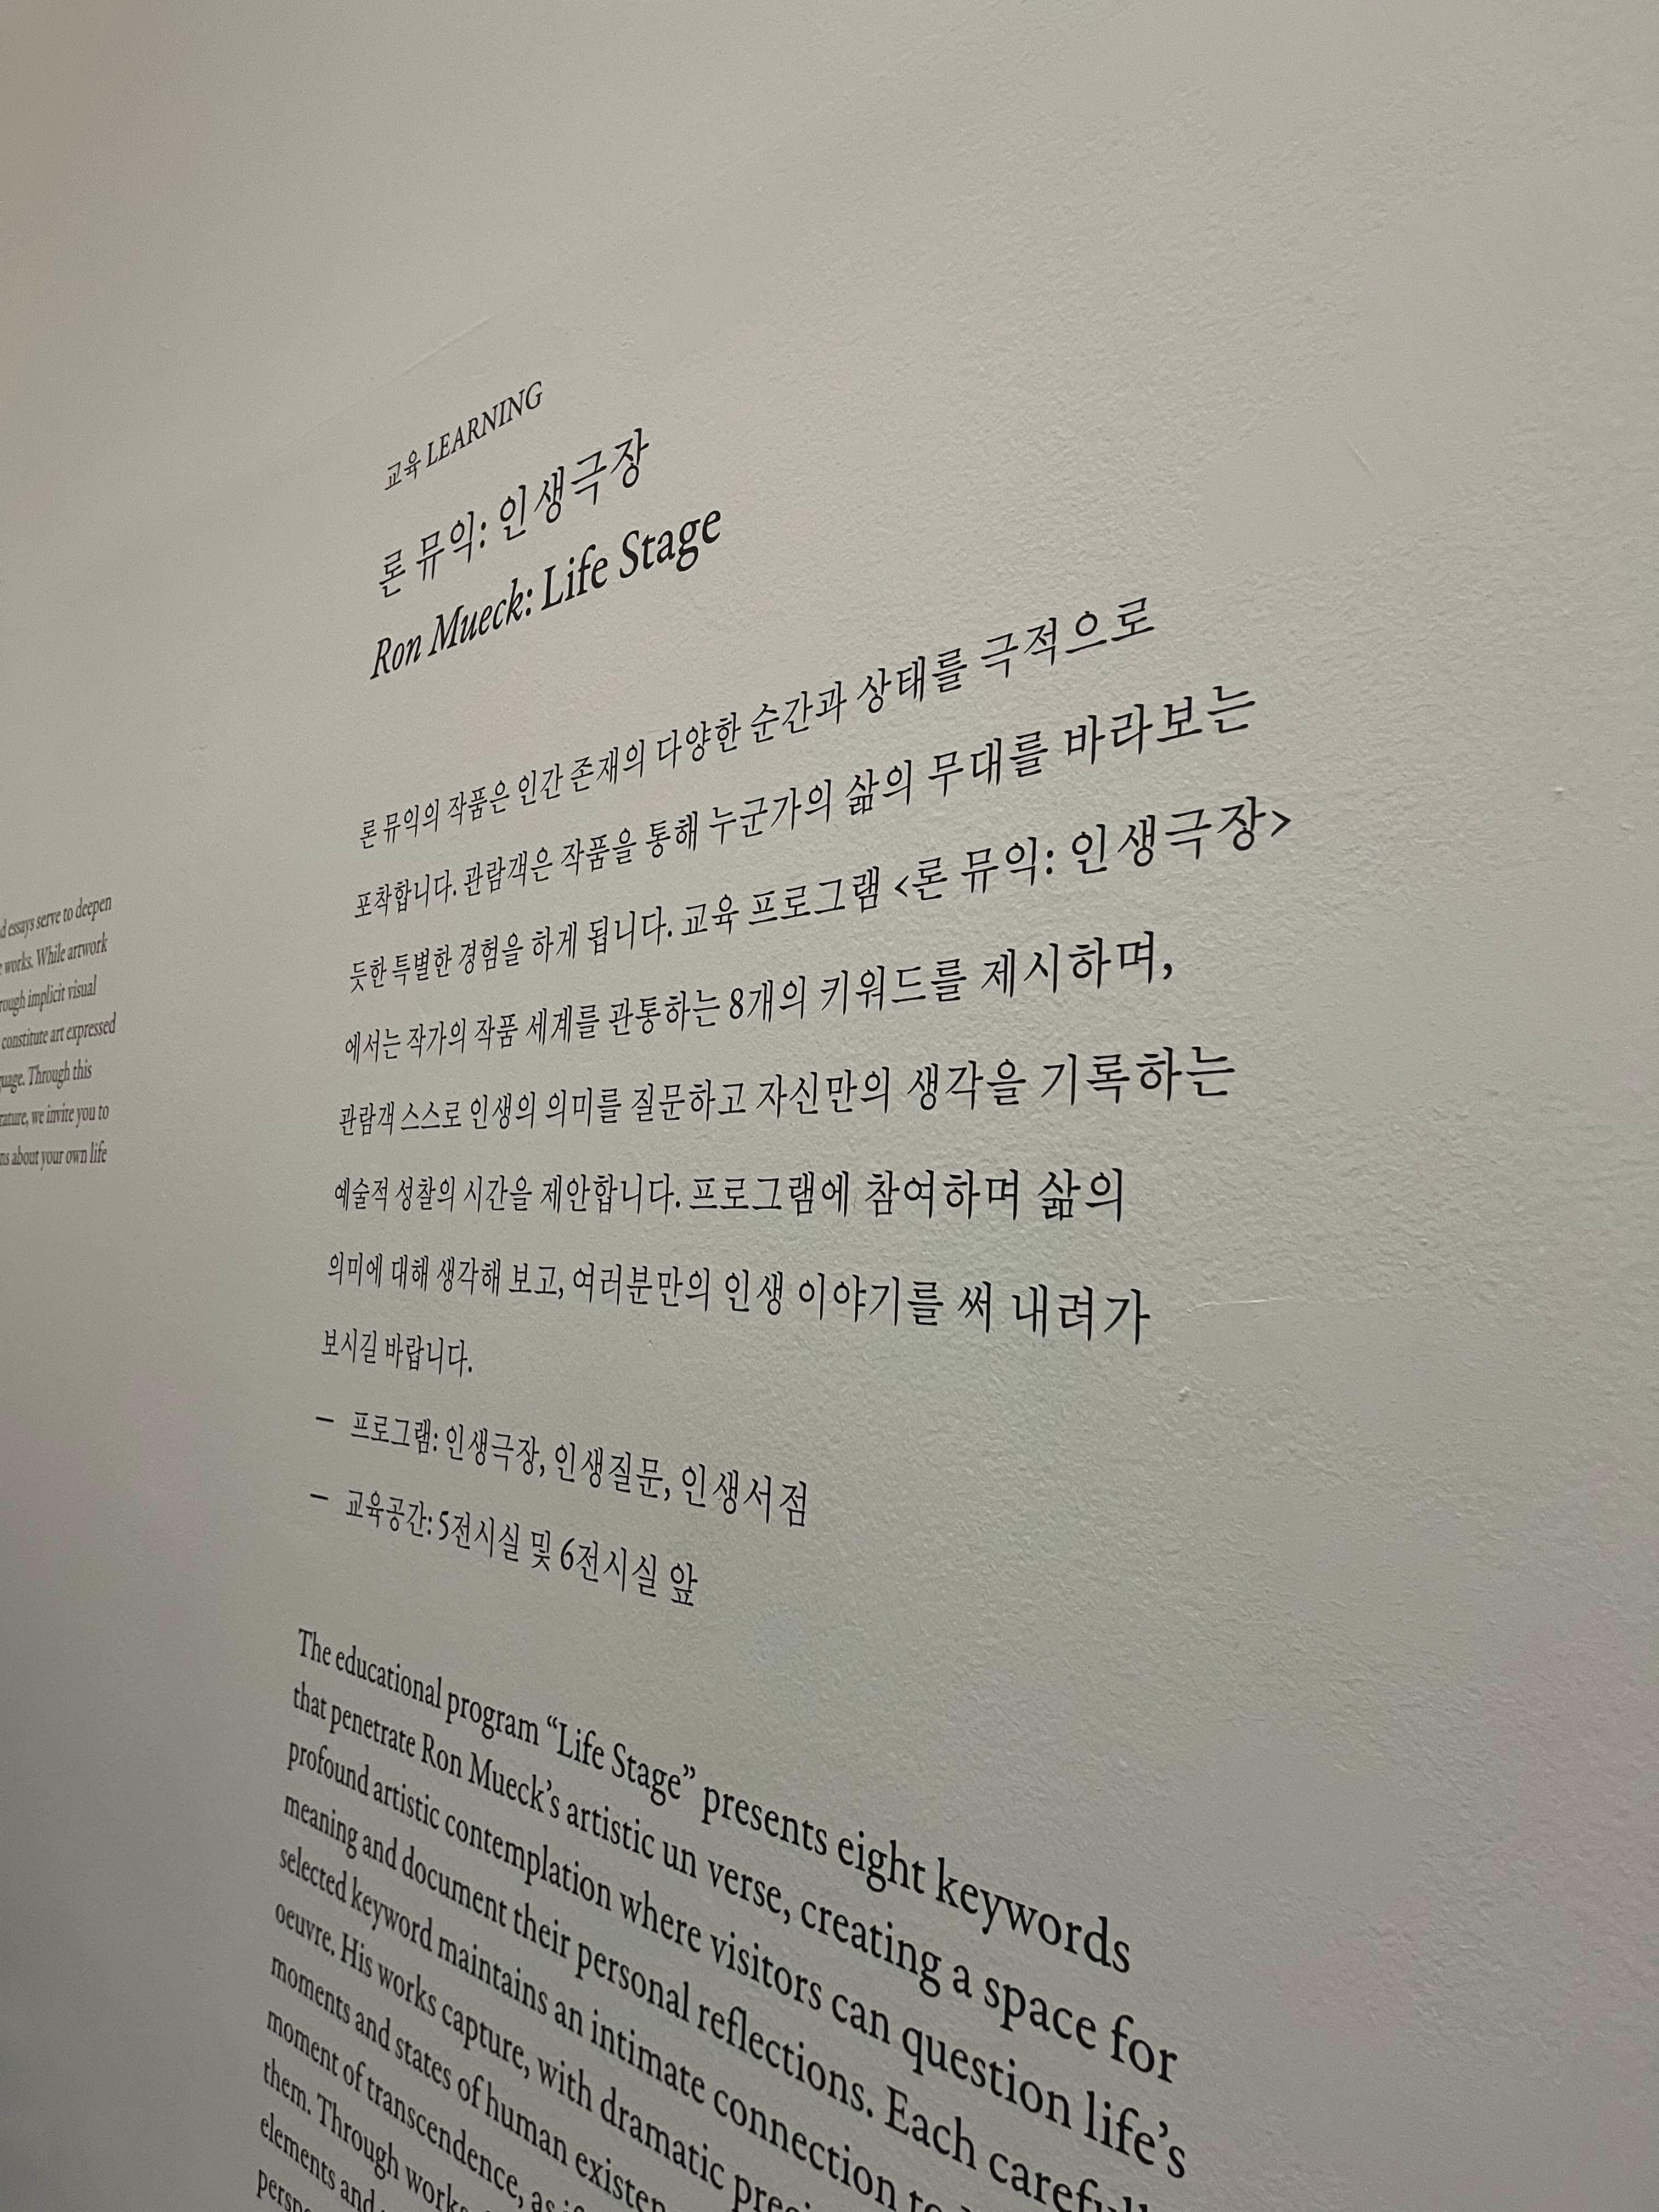 교육 LEARNING
론 뮤익: 인생극장
Ron Mueck: Life Stage
론 뮤익의 작품은 인간 존재의 다양한 순간과 상태를 극적으로
포착합니다. 관람객은 작품을 통해 누군가의 삶의 무대를 바라보는
듯한 특별한 경험을 하게 됩니다. 교육 프로그램 <론 뮤익: 인생극장>
에서는 작가의 작품 세계를 관통하는 8개의 키워드를 제시하며,
관람객 스스로 인생의 의미를 질문하고 자신만의 생각을 기록하는
예술적 성찰의 시간을 제안합니다. 프로그램에 참여하며 삶의
의미에 대해 생각해 보고, 여러분만의 인생 이야기를 써 내려가
보시길 바랍니다.
– 프로그램: 인생극장, 인생질문, 인생서점
– 교육공간: 5전시실 및 6전시실 앞
The educational program “Life Stage” presents eight keywords
that penetrate Ron Mueck’s artistic un verse, creating a space for
profound artistic contemplation where visitors can question life’s
meaning and document their personal reflections. Each
selected keyword maintains an intimate connection to
oeuvre. His works capture, with dramatic
moments and states of human
moment of transcendence, as
them. Through works
elements and
essays serve to deepen
works. While artwork
implicit visual
constitute art expressed
Through this
we invite you to
about your own life